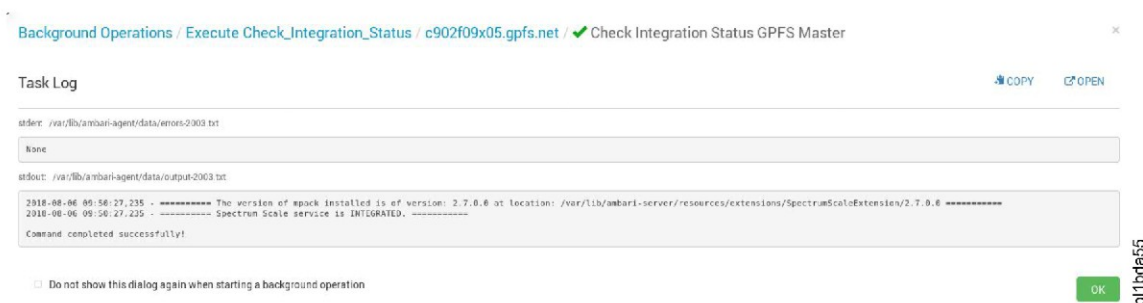 Background Operations / Execute Check_Integration_Status / c902f09x05.gpfs.net / ✔ Check Integration Status GPFS Master ×
Task Log COPY OPEN
stderr: /var/lib/ambari-agent/data/errors-2003.txt
None
stdout: /var/lib/ambari-agent/data/output-2003.txt
2018-08-06 09:50:27,235 - ========== The version of mpack installed is of version: 2.7.0.0 at location: /var/lib/ambari-server/resources/extensions/SpectrumScaleExtension/2.7.0.0 ===========
2018-08-06 09:50:27,235 - ========== Spectrum Scale service is INTEGRATED. ===========
Command completed successfully!
Do not show this dialog again when starting a background operation
OK
bl1bda55